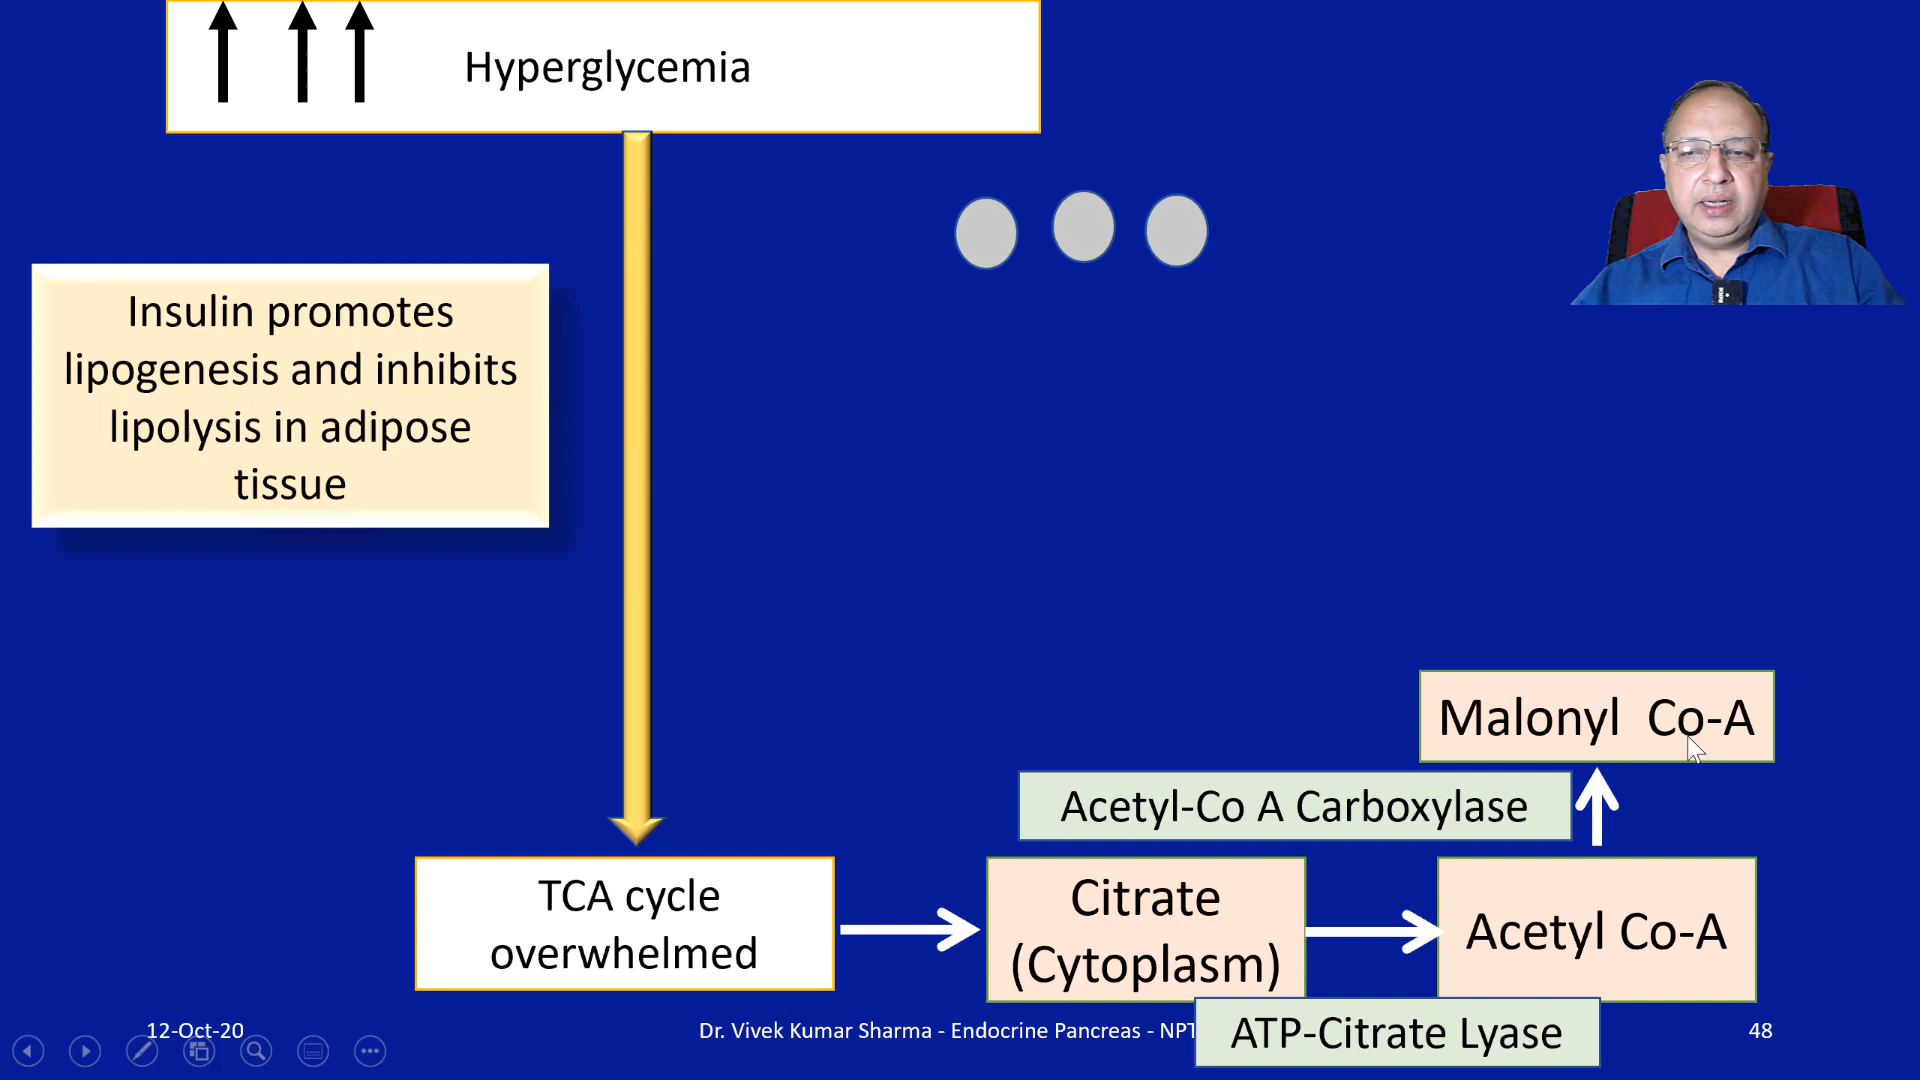 Hyperglycemia
Insulin promotes
lipogenesis and inhibits
lipolysis in adipose
tissue
Malonyl Co-A
Acetyl-Co A Carboxylase
TCA cycle
overwhelmed
Citrate
(Cytoplasm)
Acetyl Co-A
ATP-Citrate Lyase
12-Oct-20
Dr. Vivek Kumar Sharma - Endocrine Pancreas - NPT
48